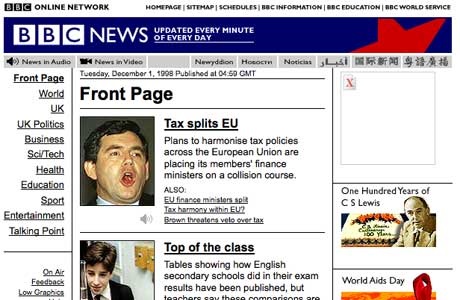 BBC ONLINE NETWORK
HOMEPAGE | SITEMAP | SCHEDULES | BBC INFORMATION | BBC EDUCATION | BBC WORLD SERVICE
BBC NEWS UPDATED EVERY MINUTE
OF EVERY DAY
News in Audio
News in Video
Newyddion
Новости
Noticias
أخبار
国际新闻
粤語廣播
Front Page
World
UK
UK Politics
Business
Sci/Tech
Health
Education
Sport
Entertainment
Talking Point
On Air
Feedback
Low Graphics
Tuesday, December 1, 1998 Published at 04:59 GMT
Front Page
Tax splits EU
Plans to harmonise tax policies
across the European Union are
placing its members' finance
ministers on a collision course.
ALSO:
EU finance ministers split
Tax harmony within EU?
Brown threatens veto over tax
Top of the class
Tables showing how English
secondary schools did in their exam
results have been published, but
teachers say these comparisons are
One Hundred Years of
C S Lewis
World Aids Day